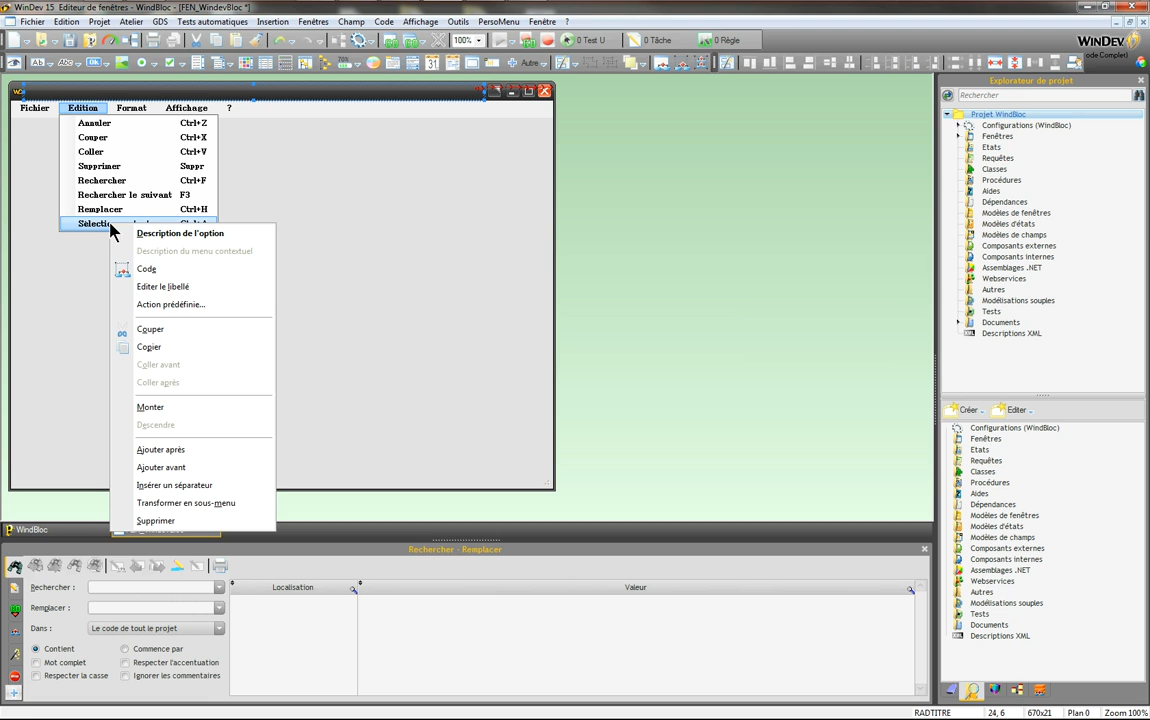 WinDev 15 Editeur de fenêtres - WindBloc - [FEN_WindevBloc *]
Fichier Edition Projet Atelier GDS Tests automatiques Insertion Fenêtres Champ Code Affichage Outils PersoMenu Fenêtre ?
100% 0 Test U 0 Tâche 0 Règle
WINDEV
Autre
ode Complet)
Fichier Edition Format Affichage ?
Annuler Ctrl+Z
Couper Ctrl+X
Coller Ctrl+V
Supprimer Suppr
Rechercher Ctrl+F
Rechercher le suivant F3
Remplacer Ctrl+H
Description de l'option
Description du menu contextuel
Code
Editer le libellé
Action prédéfinie...
Couper
Copier
Coller avant
Coller après
Monter
Descendre
Ajouter après
Ajouter avant
Insérer un séparateur
Transformer en sous-menu
Supprimer
Explorateur de projet
Rechercher
Projet WindBloc
Configurations (WindBloc)
Fenêtres
Etats
Requêtes
Classes
Procédures
Aides
Dépendances
Modèles de fenêtres
Modèles d'états
Modèles de champs
Composants externes
Composants internes
Assemblages .NET
Webservices
Autres
Modélisations souples
Tests
Documents
Descriptions XML
Créer Editer
Configurations (WindBloc)
Fenêtres
Etats
Requêtes
Classes
Procédures
Aides
Dépendances
Modèles de fenêtres
Modèles d'états
Modèles de champs
Composants externes
Composants internes
Assemblages .NET
Webservices
Autres
Modélisations souples
Tests
Documents
Descriptions XML
WindBloc
Rechercher - Remplacer
Rechercher :
Remplacer :
Dans : Le code de tout le projet
Contient Commence par
Mot complet Respecter l'accentuation
Respecter la casse Ignorer les commentaires
Localisation Valeur
RADTITRE 24, 6 670x21 Plan 0 Zoom 100%